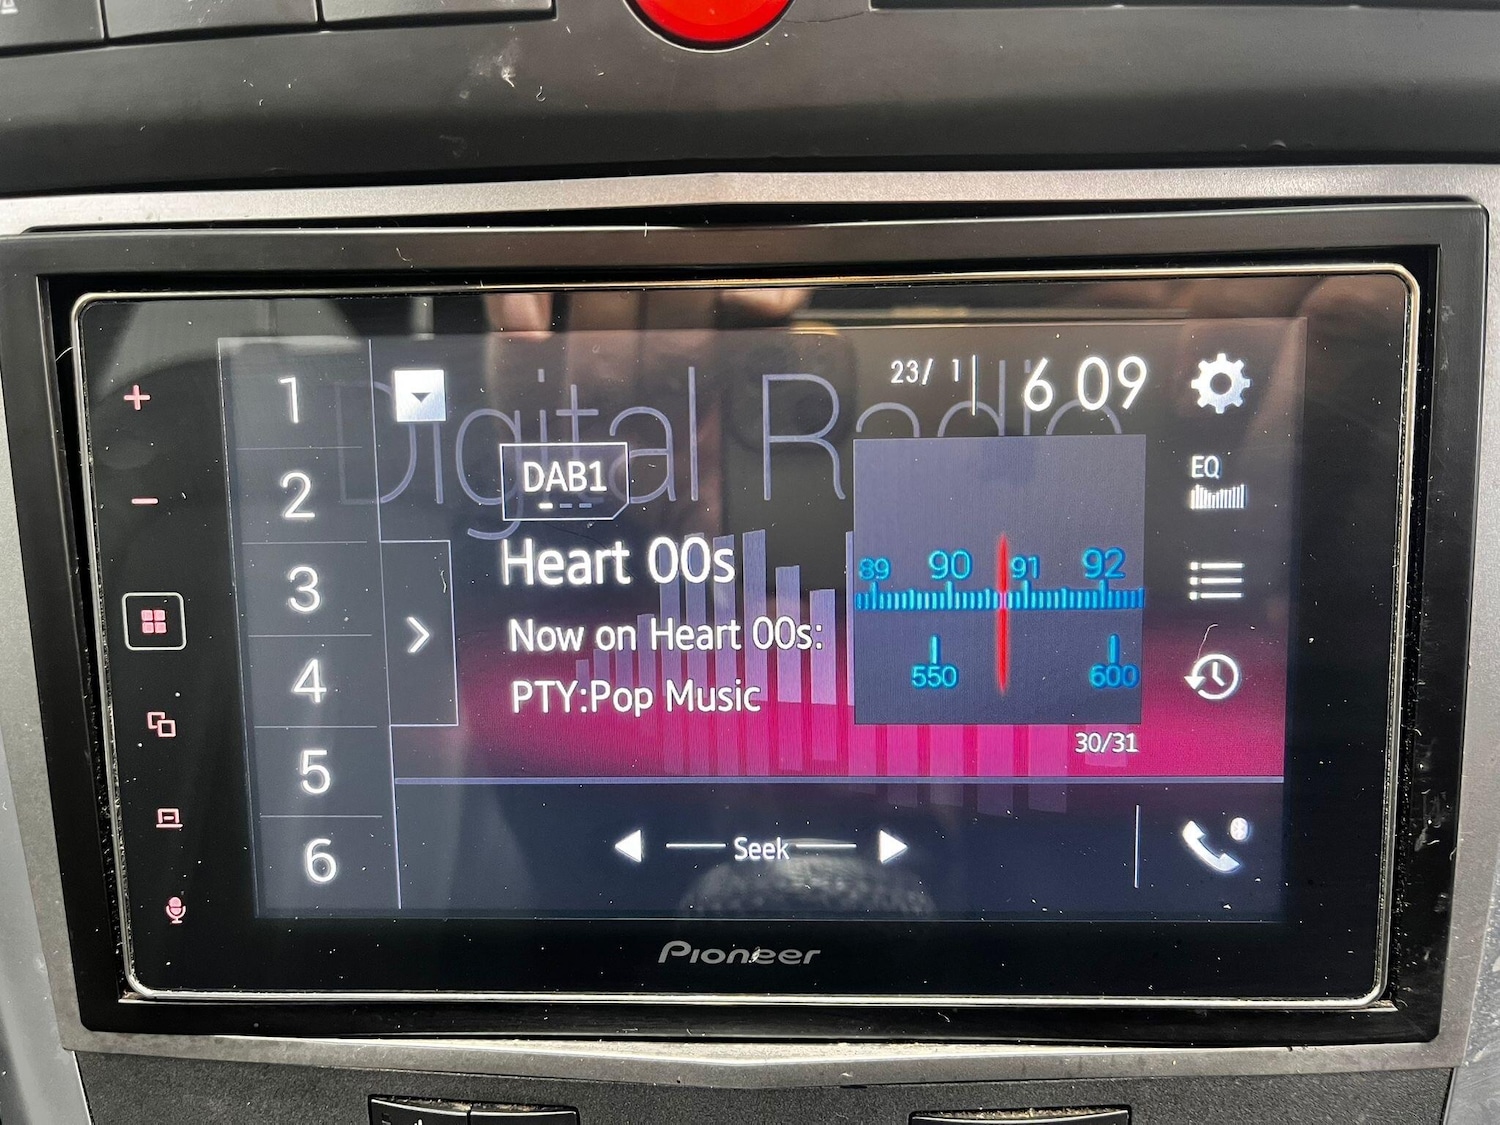 Digital Radio
23/ 1
6 09
1
2
3
4
5
6
DAB1
Heart 00s
Now on Heart 00s:
PTY:Pop Music
89 90 91 92
550 600
30/31
EQ
Seek
Pioneer